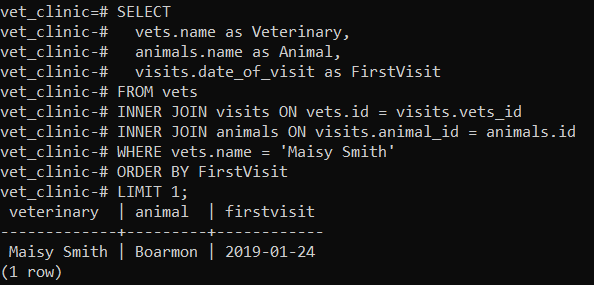 vet_clinic=# SELECT
vet_clinic-#   vets.name as Veterinary,
vet_clinic-#   animals.name as Animal,
vet_clinic-#   visits.date_of_visit as FirstVisit
vet_clinic-# FROM vets
vet_clinic-# INNER JOIN visits ON vets.id = visits.vets_id
vet_clinic-# INNER JOIN animals ON visits.animal_id = animals.id
vet_clinic-# WHERE vets.name = 'Maisy Smith'
vet_clinic-# ORDER BY FirstVisit
vet_clinic-# LIMIT 1;
 veterinary  | animal  | firstvisit
-------------+---------+------------
 Maisy Smith | Boarmon | 2019-01-24
(1 row)